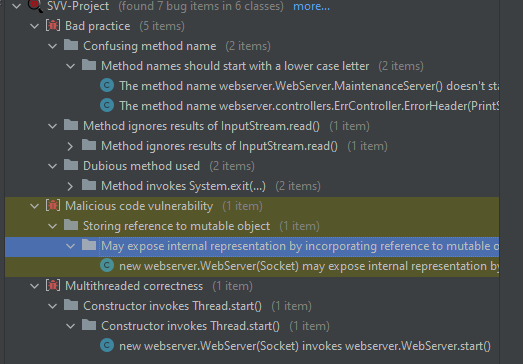 SVV-Project (found 7 bug items in 6 classes) more...
Bad practice (5 items)
Confusing method name (2 items)
Method names should start with a lower case letter (2 items)
The method name webserver.WebServer.MaintenanceServer() doesn't sta
The method name webserver.controllers.ErrController.ErrorHeader(PrintS
Method ignores results of InputStream.read() (1 item)
Method ignores results of InputStream.read() (1 item)
Dubious method used (2 items)
Method invokes System.exit(...) (2 items)
Malicious code vulnerability (1 item)
Storing reference to mutable object (1 item)
May expose internal representation by incorporating reference to mutable o
new webserver.WebServer(Socket) may expose internal representation by
Multithreaded correctness (1 item)
Constructor invokes Thread.start() (1 item)
Constructor invokes Thread.start() (1 item)
new webserver.WebServer(Socket) invokes webserver.WebServer.start()